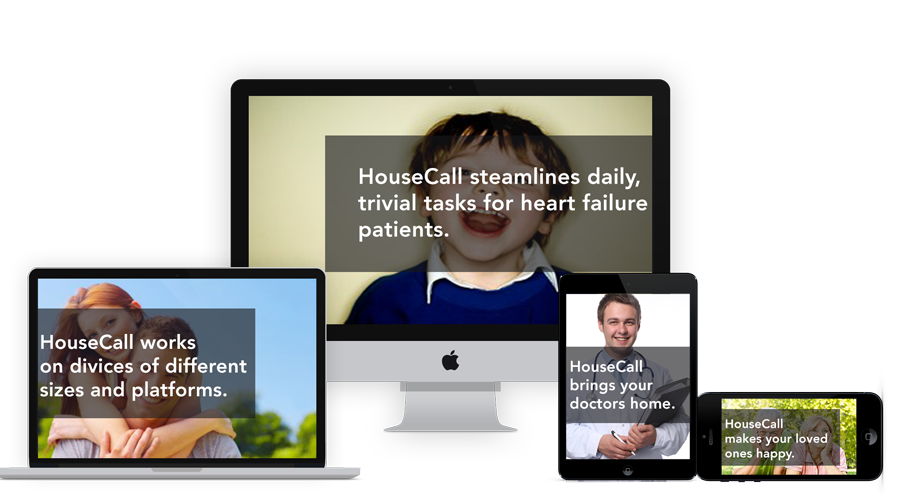 HouseCall steamlines daily,
trivial tasks for heart failure
patients.
HouseCall works
on divices of different
sizes and platforms.
HouseCall
brings your
doctors home.
HouseCall
makes your loved
ones happy.